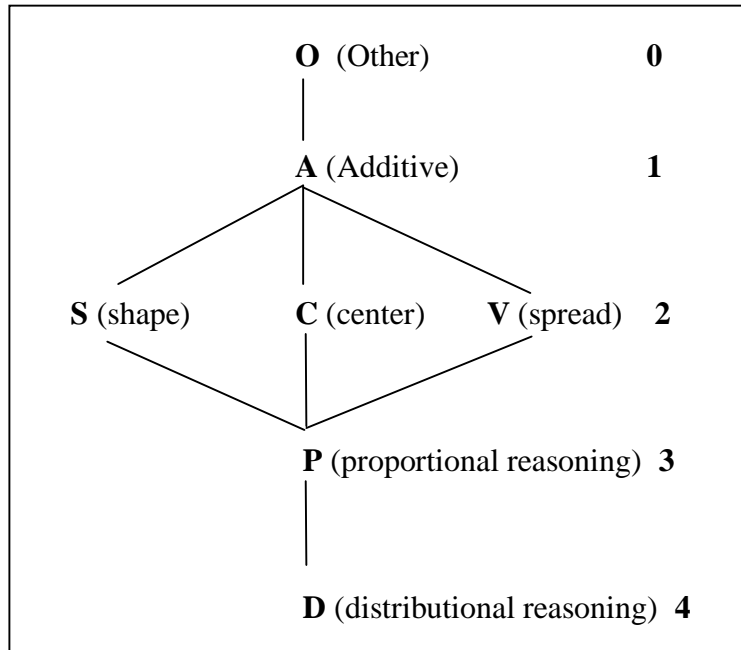 O (Other) 0
A (Additive) 1
S (shape) C (center) V (spread) 2
P (proportional reasoning) 3
D (distributional reasoning) 4